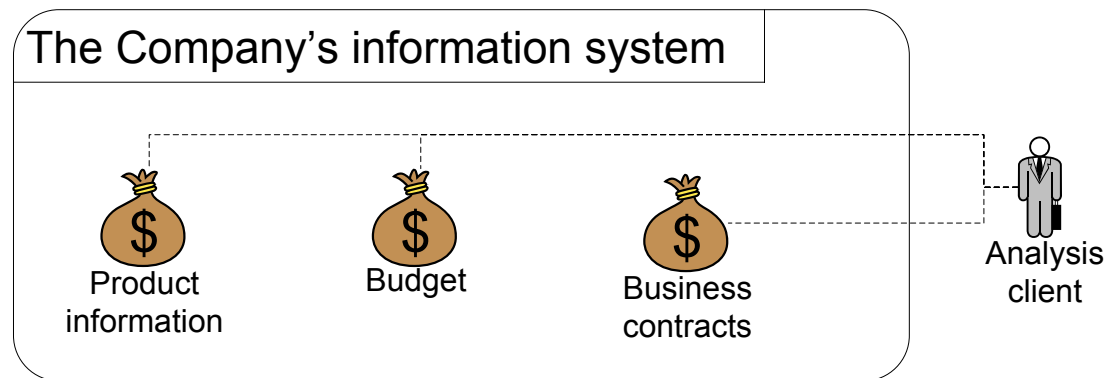 The Company's information system
$
$
$
Product
information
Budget
Business
contracts
Analysis
client